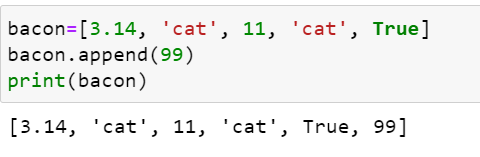 bacon=[3.14, 'cat', 11, 'cat', True]
bacon.append(99)
print(bacon)
[3.14, 'cat', 11, 'cat', True, 99]